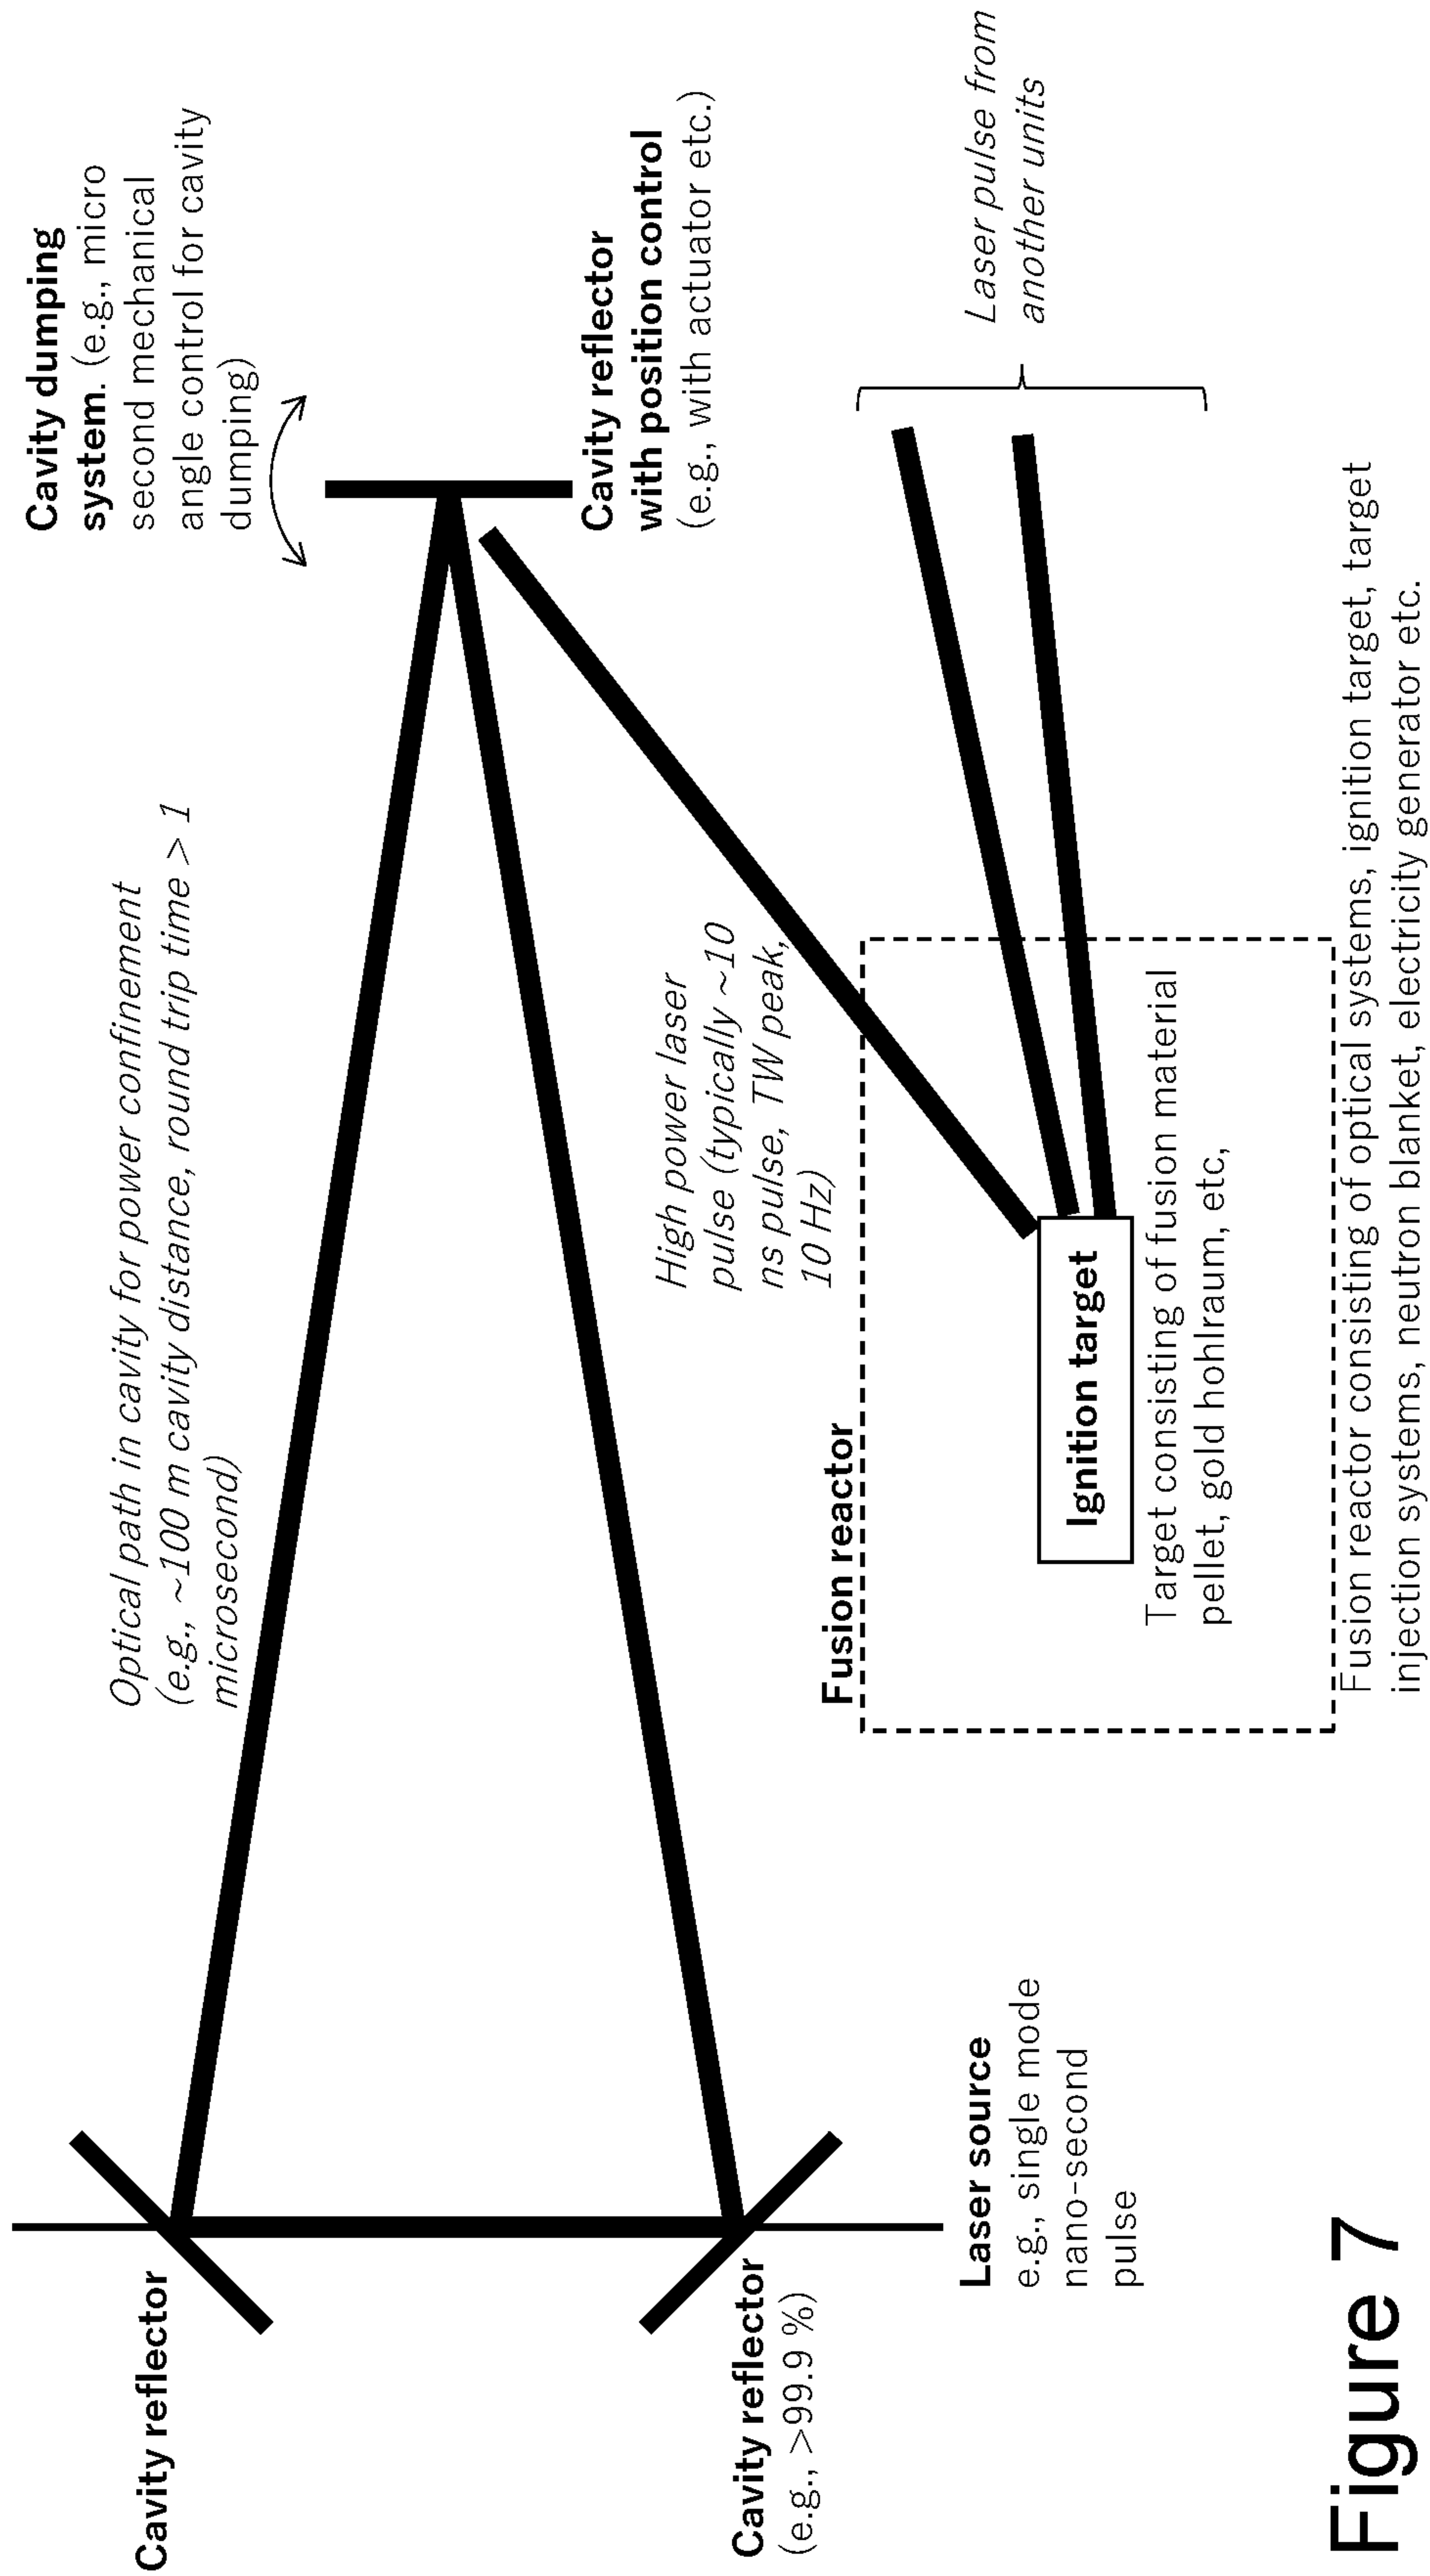 Cavity dumping
system. (e.g., micro
second mechanical
angle control for cavity
dumping)
Optical path in cavity for power confinement
(e.g., ~100 m cavity distance, round trip time > 1
microsecond)
Cavity reflector
Cavity reflector
with position control
(e.g., with actuator etc.)
High power laser
pulse (typically ~10
ns pulse, TW peak,
10 Hz)
Cavity reflector
(e.g., >99.9 %)
Laser source
e.g., single mode
nano-second
pulse
Fusion reactor
Laser pulse from
another units
Ignition target
Target consisting of fusion material
pellet, gold hohlraum, etc,
Fusion reactor consisting of optical systems, ignition target, target
injection systems, neutron blanket, electricity generator etc.
Figure 7